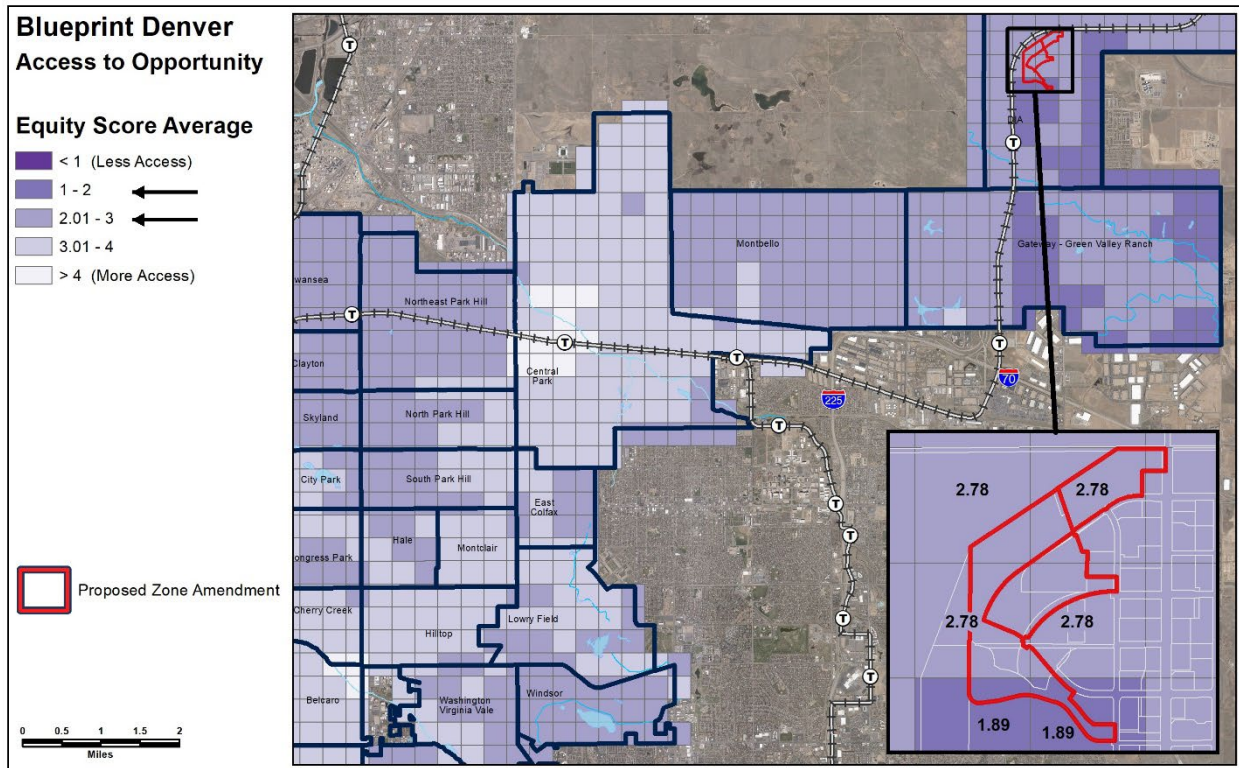 Blueprint Denver
Access to Opportunity
Equity Score Average
< 1 (Less Access)
1 - 2
2.01 - 3
3.01 - 4
> 4 (More Access)
Proposed Zone Amendment
0 0.5 1 1.5 2
Miles
T
T
T
T
T
T
T
T
T
T
T
T
T
Montbello
Gateway - Green Valley Ranch
wansea
Northeast Park Hill
Clayton
Central
Park
Skyland
North Park Hill
City Park
South Park Hill
East
Colfax
Hale
Montclair
ongress Park
Cherry Creek
Hilltop
Lowry Field
Belcaro
Washington
Virginia Vale
Windsor
70
225
2.78
2.78
2.78
2.78
1.89
1.89